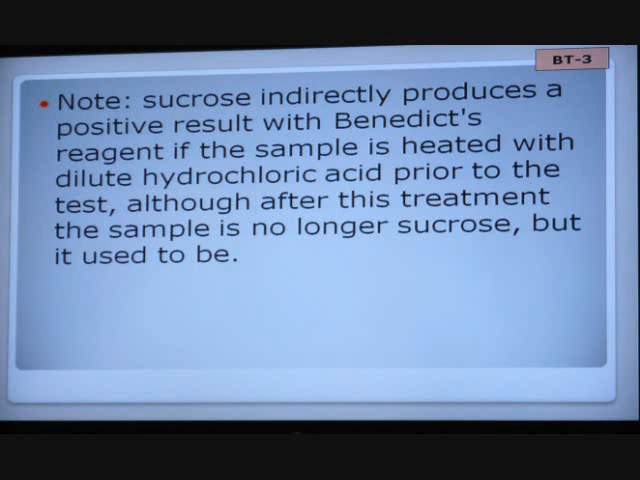 BT-3
• Note: sucrose indirectly produces a
positive result with Benedict's
reagent if the sample is heated with
dilute hydrochloric acid prior to the
test, although after this treatment
the sample is no longer sucrose, but
it used to be.